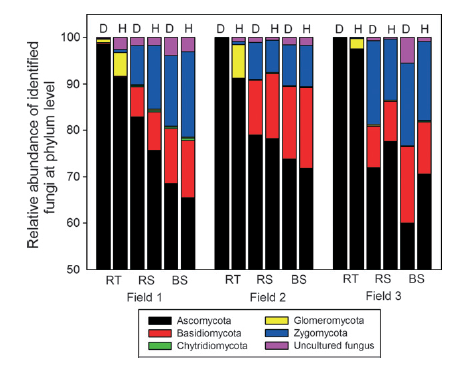 Relative abundance of identified
fungi at phylum level
D H D H D H D H D H D H D H D H D H
100
90
80
70
60
50
RT RS BS RT RS BS RT RS BS
Field 1 Field 2 Field 3
Ascomycota Glomeromycota
Basidiomycota Zygomycota
Chytridiomycota Uncultured fungus